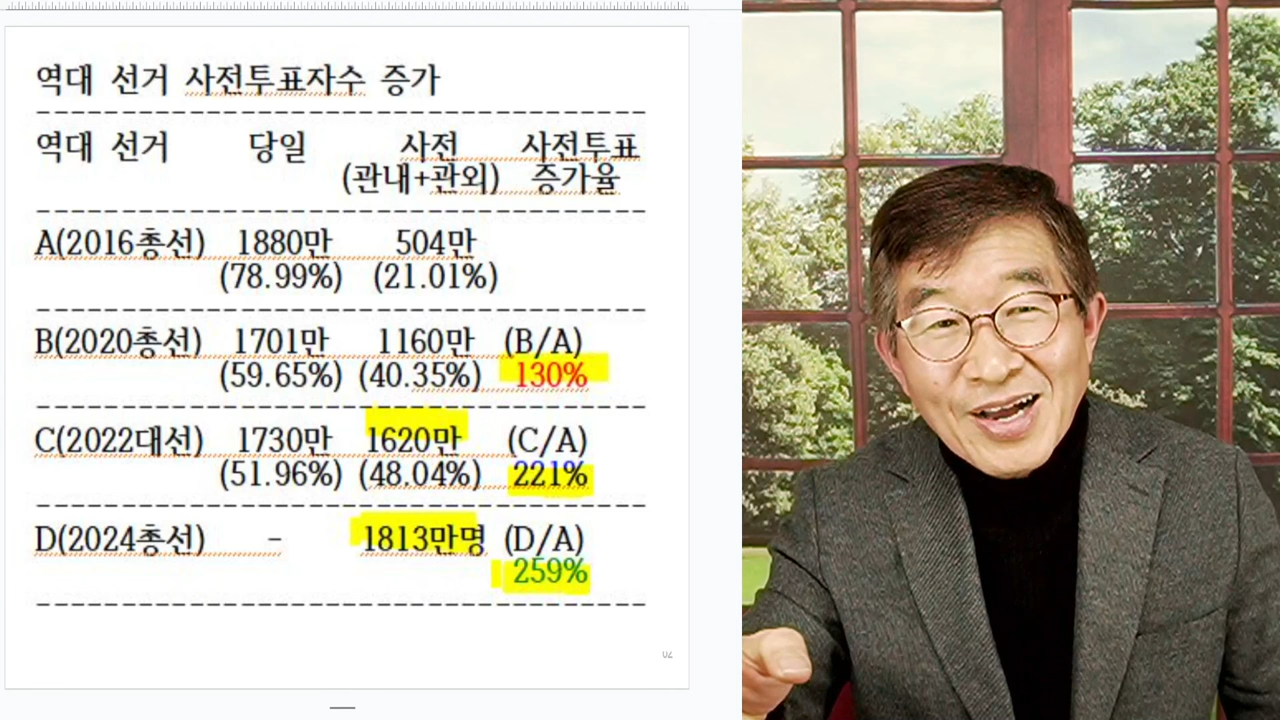 역대 선거 사전투표자수 증가
역대 선거 당일 사전 사전투표
(관내+관외) 증가율
A(2016총선) 1880만 504만
(78.99%) (21.01%)
B(2020총선) 1701만 1160만 (B/A)
(59.65%) (40.35%) 130%
C(2022대선) 1730만 1620만 (C/A)
(51.96%) (48.04%) 221%
D(2024총선) - 1813만명 (D/A)
259%